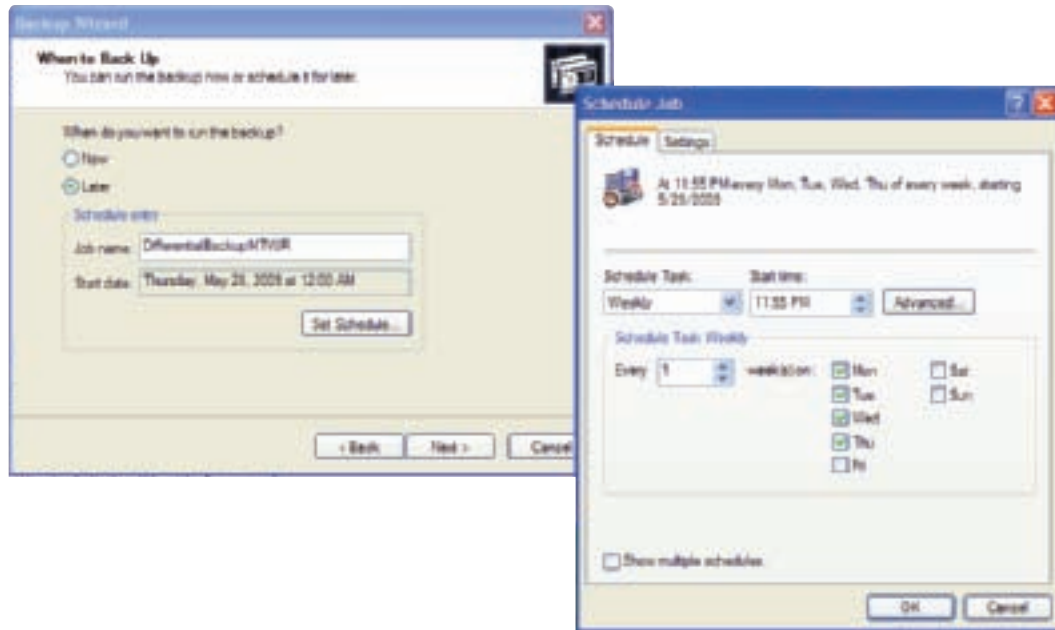 Backup Wizard
When to Back Up
You can run the backup now or schedule it for later.
When do you want to run the backup?
Now
Later
Schedule entry
Job name:
Start date: Thursday, May 28, 2009 at 12:00 AM
Set Schedule...
< Back
Next >
Cancel
Schedule Job
Schedule
Settings
At 11:55 PM every Mon, Tue, Wed, Thu of every week, starting
Schedule Task:
Start time:
Weekly
11:55 PM
Advanced...
Schedule Task Weekly
Every 1 week(s) on:
Mon
Tue
Wed
Thu
Fri
Sat
Sun
Show multiple schedules.
OK
Cancel